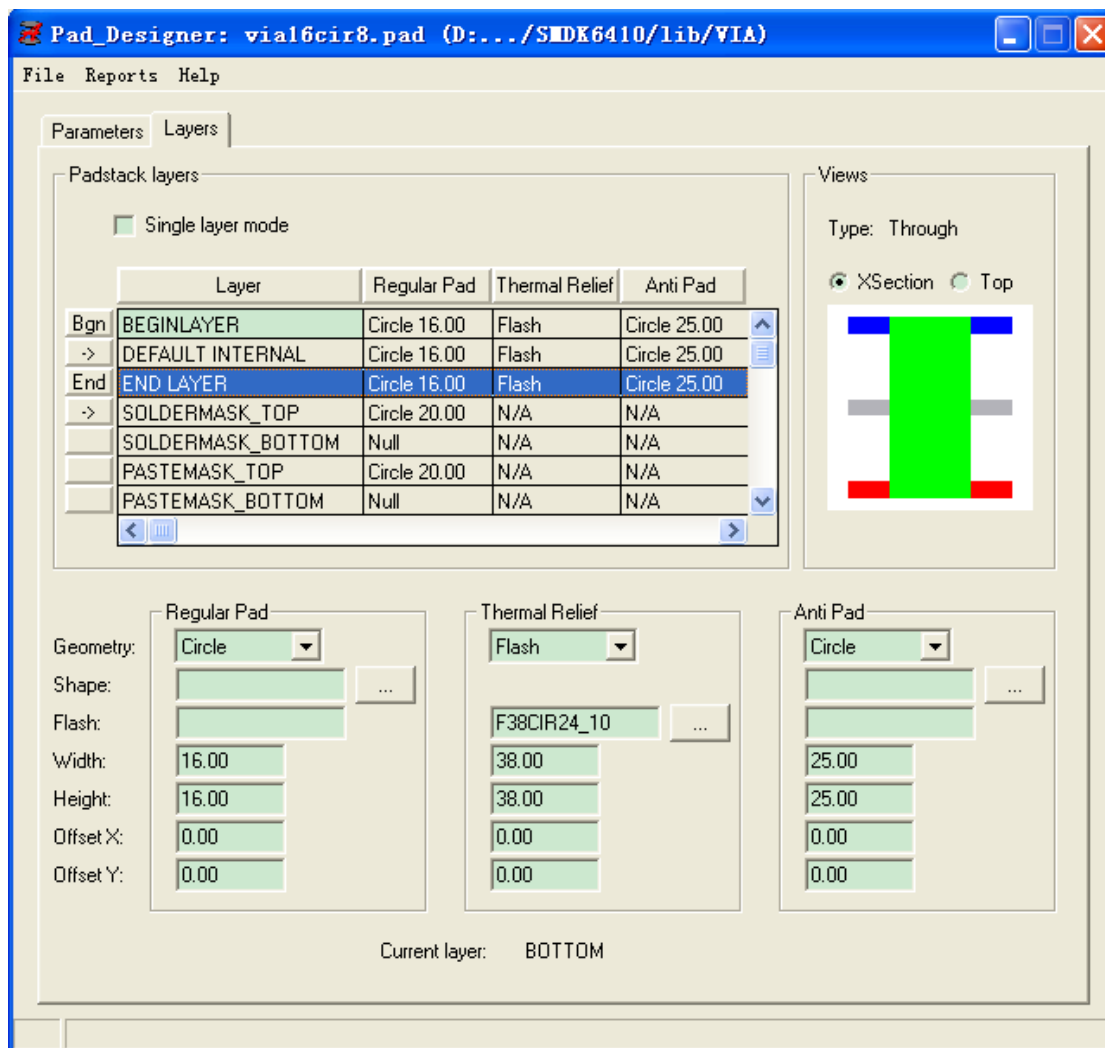 Pad_Designer: via16cir8.pad (D:.../SMDK6410/lib/VIA)
File Reports Help
Parameters Layers
Padstack layers
Views
Single layer mode
Type: Through
XSection Top
Layer Regular Pad Thermal Relief Anti Pad
Bgn BEGINLAYER Circle 16.00 Flash Circle 25.00
-> DEFAULT INTERNAL Circle 16.00 Flash Circle 25.00
End END LAYER Circle 16.00 Flash Circle 25.00
-> SOLDERMASK_TOP Circle 20.00 N/A N/A
SOLDERMASK_BOTTOM Null N/A N/A
PASTEMASK_TOP Circle 20.00 N/A N/A
PASTEMASK_BOTTOM Null N/A N/A
Regular Pad Thermal Relief Anti Pad
Geometry: Circle Flash Circle
Shape: ... ...
Flash: F38CIR24_10 ...
Width: 16.00 38.00 25.00
Height: 16.00 38.00 25.00
Offset X: 0.00 0.00 0.00
Offset Y: 0.00 0.00 0.00
Current layer: BOTTOM